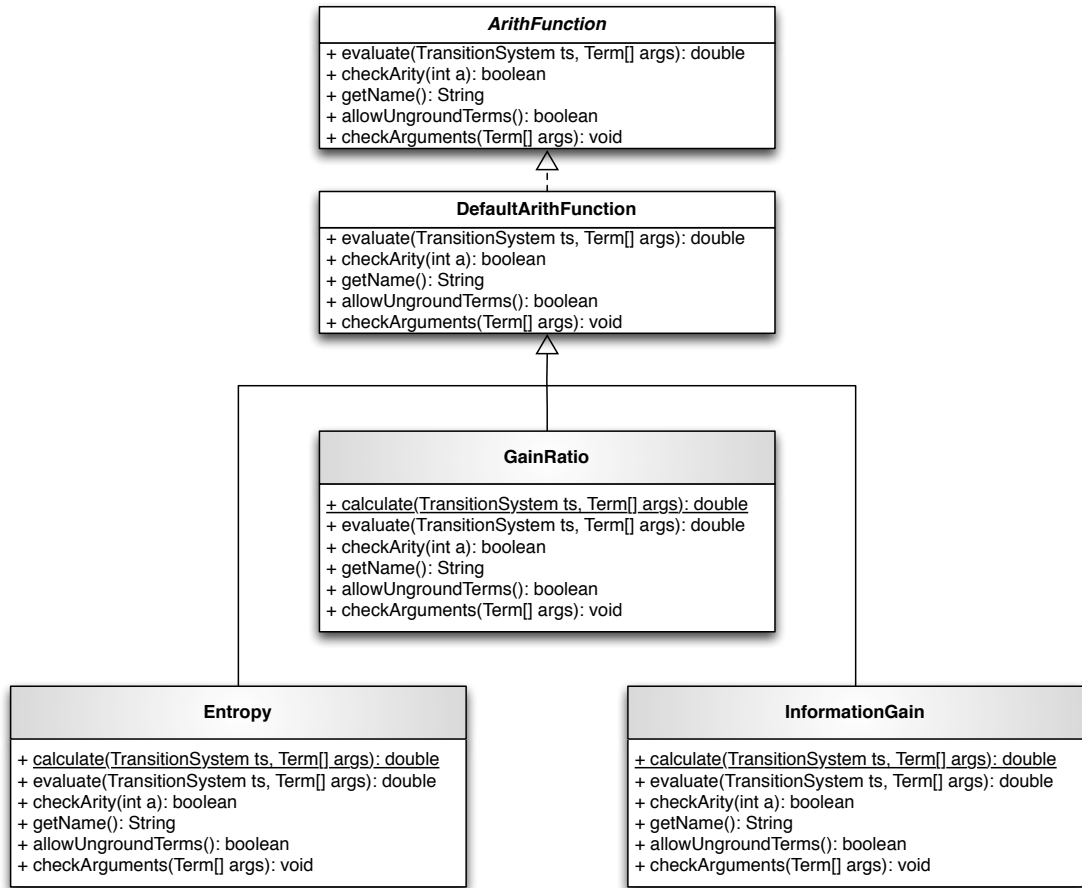 ArithFunction
+ evaluate(TransitionSystem ts, Term[] args): double
+ checkArity(int a): boolean
+ getName(): String
+ allowUngroundTerms(): boolean
+ checkArguments(Term[] args): void
DefaultArithFunction
+ evaluate(TransitionSystem ts, Term[] args): double
+ checkArity(int a): boolean
+ getName(): String
+ allowUngroundTerms(): boolean
+ checkArguments(Term[] args): void
GainRatio
+ calculate(TransitionSystem ts, Term[] args): double
+ evaluate(TransitionSystem ts, Term[] args): double
+ checkArity(int a): boolean
+ getName(): String
+ allowUngroundTerms(): boolean
+ checkArguments(Term[] args): void
Entropy
+ calculate(TransitionSystem ts, Term[] args): double
+ evaluate(TransitionSystem ts, Term[] args): double
+ checkArity(int a): boolean
+ getName(): String
+ allowUngroundTerms(): boolean
+ checkArguments(Term[] args): void
InformationGain
+ calculate(TransitionSystem ts, Term[] args): double
+ evaluate(TransitionSystem ts, Term[] args): double
+ checkArity(int a): boolean
+ getName(): String
+ allowUngroundTerms(): boolean
+ checkArguments(Term[] args): void